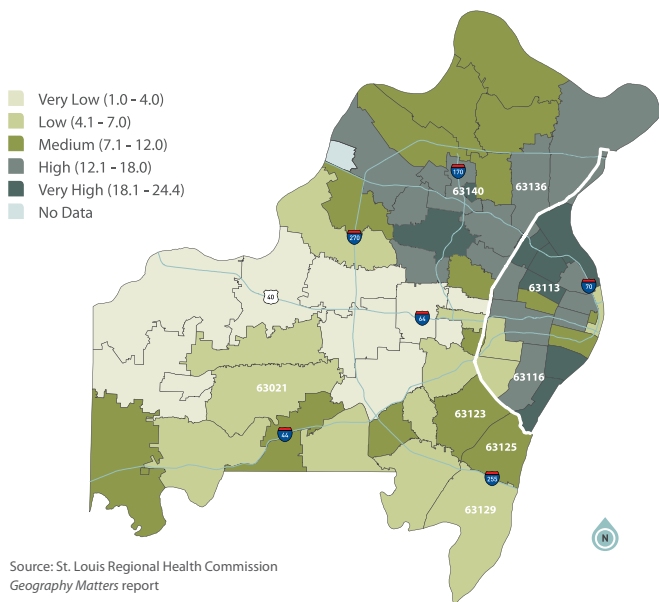 Very Low (1.0 - 4.0)
Low (4.1 - 7.0)
Medium (7.1 - 12.0)
High (12.1 - 18.0)
Very High (18.1 - 24.4)
No Data
170
63140
63136
270
40
63113
70
64
63021
63116
63123
44
63125
255
63129
N
Source: St. Louis Regional Health Commission
Geography Matters report